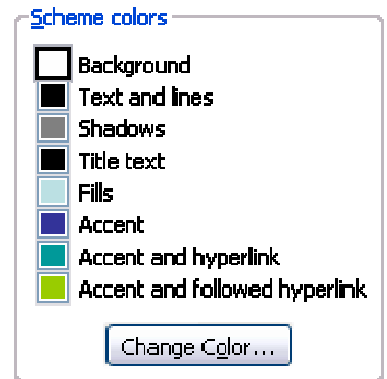 Scheme colors
Background
Text and lines
Shadows
Title text
Fills
Accent
Accent and hyperlink
Accent and followed hyperlink
Change Color...